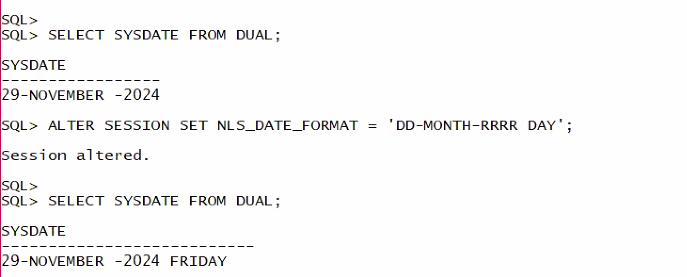 SQL>
SQL> SELECT SYSDATE FROM DUAL;
SYSDATE
-----------------
29-NOVEMBER -2024
SQL> ALTER SESSION SET NLS_DATE_FORMAT = 'DD-MONTH-RRRR DAY';
Session altered.
SQL>
SQL> SELECT SYSDATE FROM DUAL;
SYSDATE
---------------------------
29-NOVEMBER -2024 FRIDAY